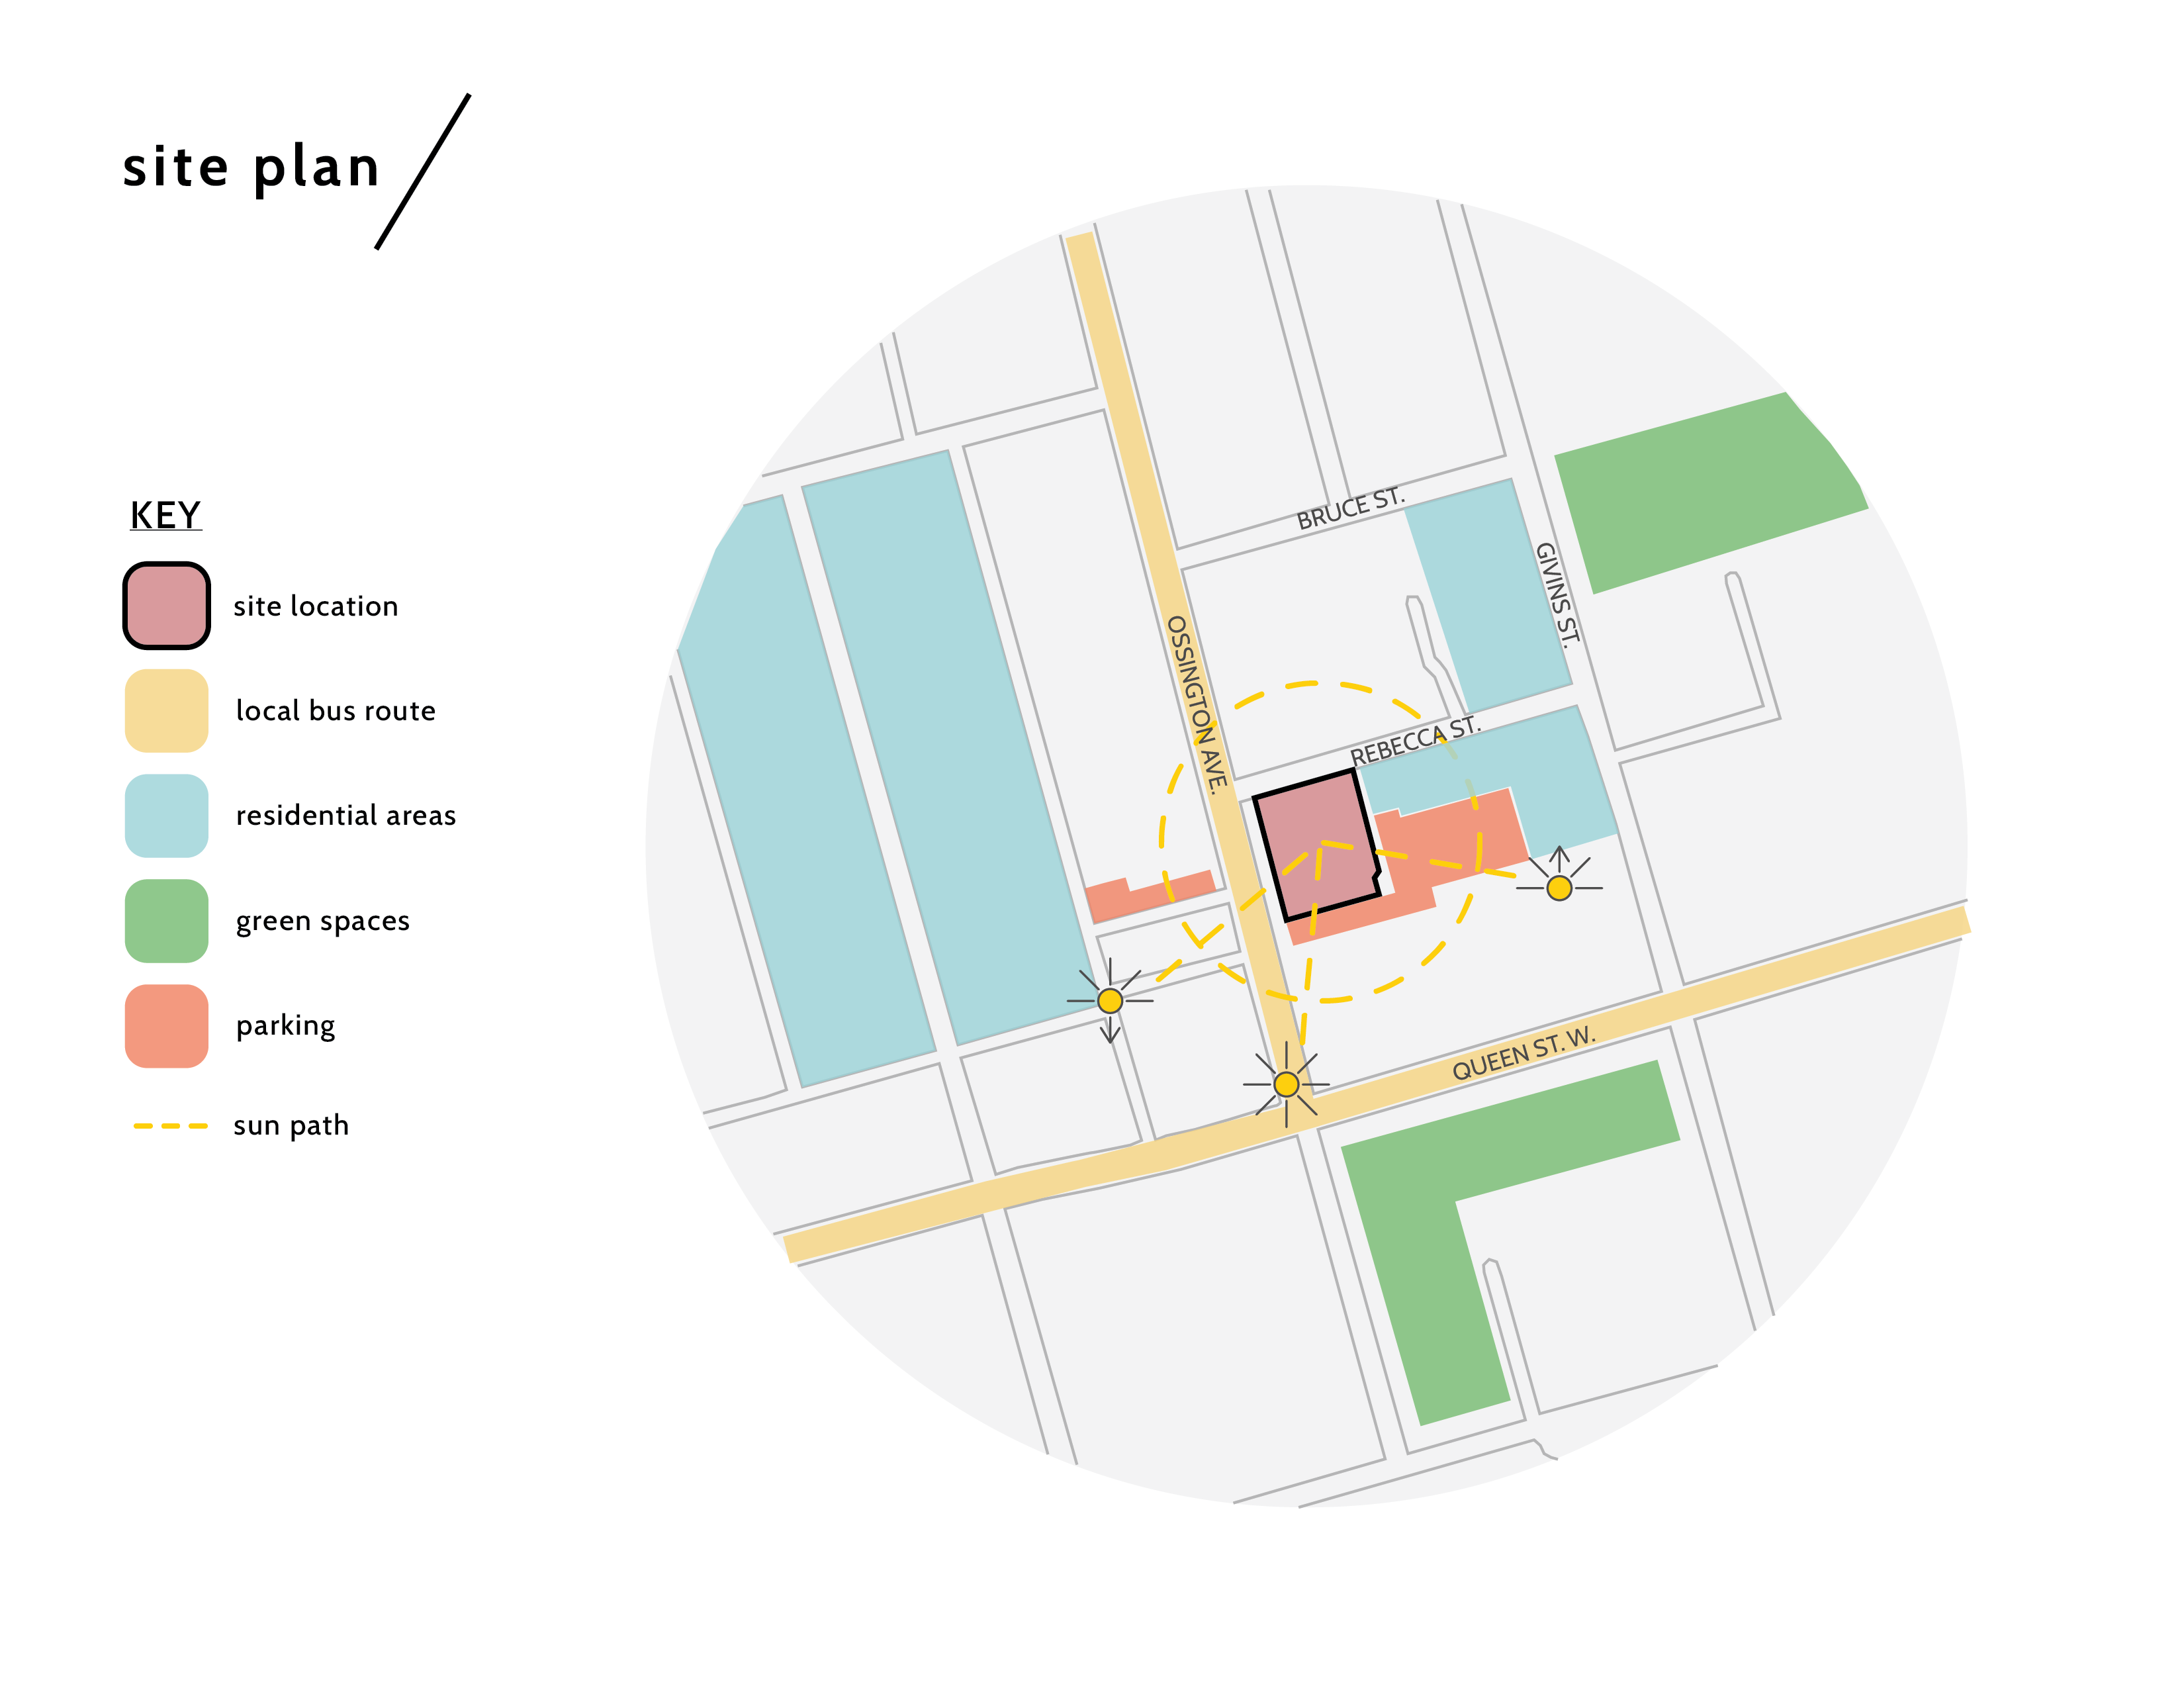 site plan
KEY
site location
local bus route
residential areas
green spaces
parking
sun path
BRUCE ST.
GIVINS ST.
OSSINGTON AVE.
REBECCA ST.
QUEEN ST. W.